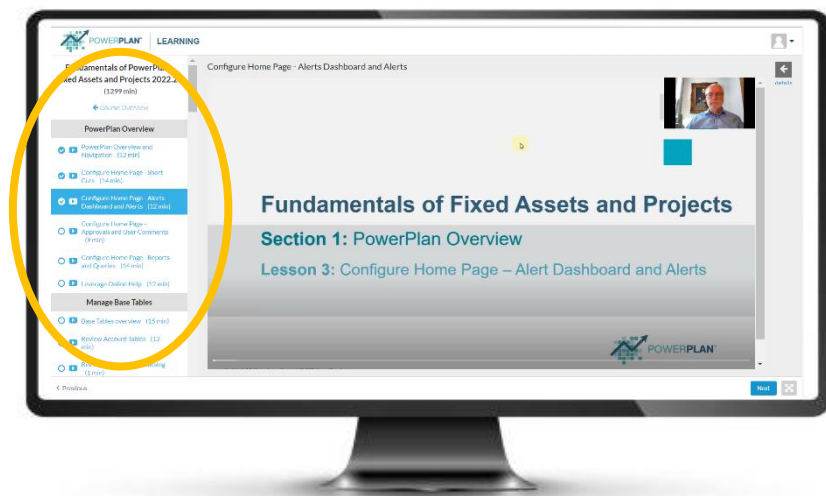 POWERPLAN™ LEARNING
Fundamentals of PowerPlan
Fixed Assets and Projects 2022.2
(1299 min)
Course Overview
PowerPlan Overview
PowerPlan Overview and
Navigation (12 min)
Configure Home Page - Short
Cuts (14 min)
Configure Home Page - Alerts
Dashboard and Alerts (12 min)
Configure Home Page -
Approvals and User Comments
Configure Home Page - Reports
and Queries (14 min)
Leverage Online Help (12 min)
Manage Base Tables
Base Tables overview (15 min)
Review Account Tables (12
min)
(1 min)
Previous
Configure Home Page - Alerts Dashboard and Alerts
details
Fundamentals of Fixed Assets and Projects
Section 1: PowerPlan Overview
Lesson 3: Configure Home Page – Alert Dashboard and Alerts
POWERPLAN™
Next